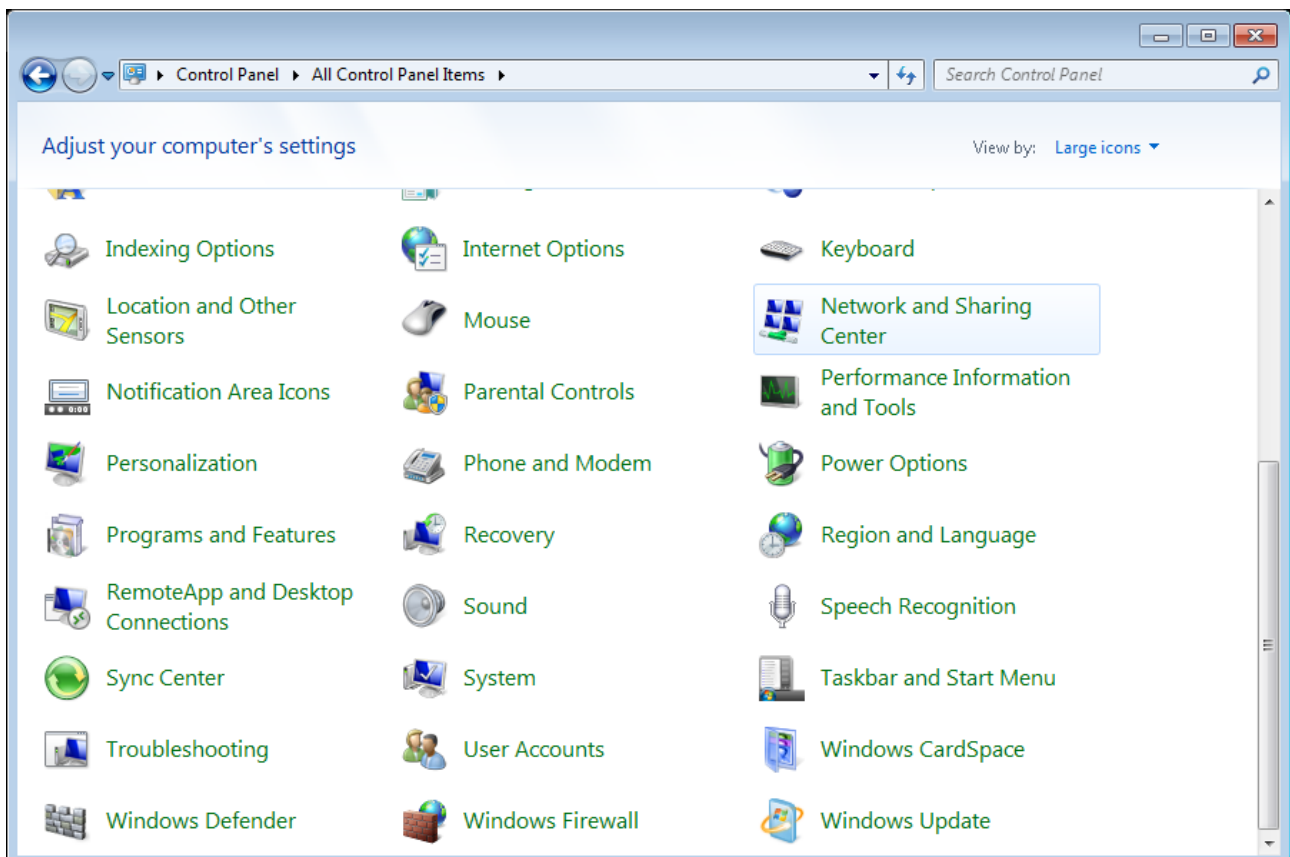 Control Panel All Control Panel Items Search Control Panel
Adjust your computer's settings View by: Large icons
Indexing Options Internet Options Keyboard
Location and Other Sensors Mouse Network and Sharing Center
Notification Area Icons Parental Controls Performance Information and Tools
0:00
Personalization Phone and Modem Power Options
Programs and Features Recovery Region and Language
RemoteApp and Desktop Connections Sound Speech Recognition
Sync Center System Taskbar and Start Menu
Troubleshooting User Accounts Windows CardSpace
Windows Defender Windows Firewall Windows Update